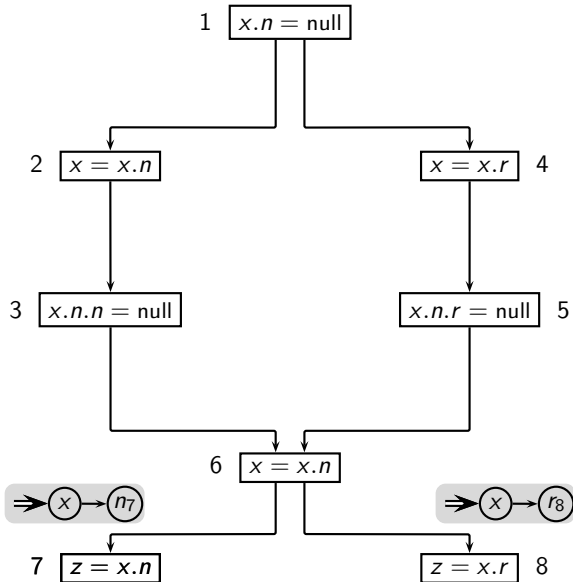 1 x.n = null
2 x = x.n
x = x.r 4
3 x.n.n = null
x.n.r = null 5
6 x = x.n
x n₇
x r₈
7 z = x.n
z = x.r 8